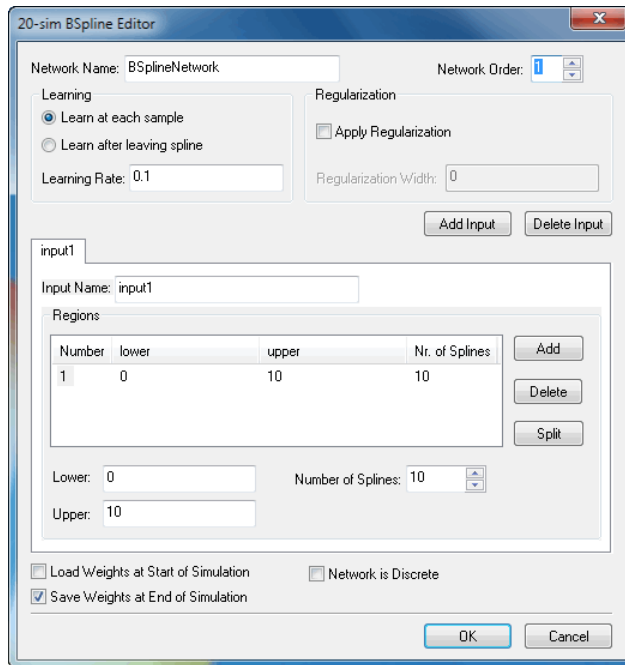 20-sim BSpline Editor
Network Name: BSplineNetwork Network Order: 1
Learning Regularization
Learn at each sample
Apply Regularization
Learn after leaving spline
Learning Rate: 0.1 Regularization Width: 0
Add Input Delete Input
input1
Input Name: input1
Regions
Number lower upper Nr. of Splines Add
1 0 10 10
Delete
Split
Lower: 0 Number of Splines: 10
Upper: 10
Load Weights at Start of Simulation Network is Discrete
Save Weights at End of Simulation
OK Cancel